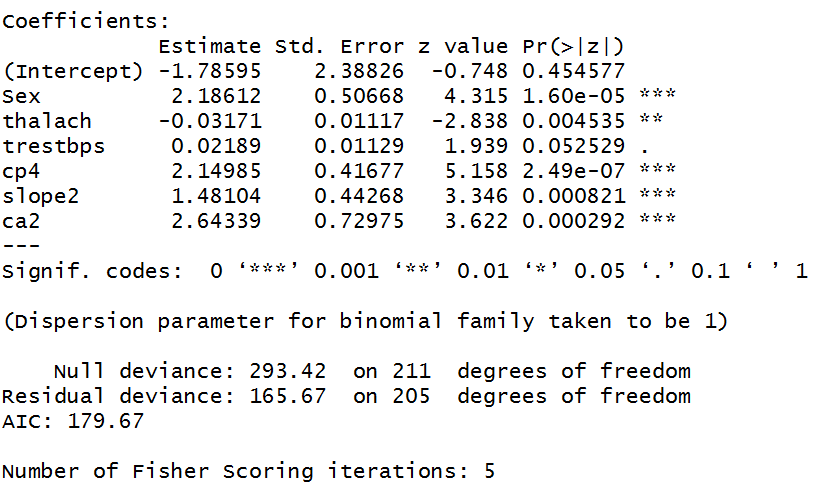 Coefficients:
Estimate Std. Error z value Pr(>|z|)
(Intercept) -1.78595 2.38826 -0.748 0.454577
Sex 2.18612 0.50668 4.315 1.60e-05 ***
thalach -0.03171 0.01117 -2.838 0.004535 **
trestbps 0.02189 0.01129 1.939 0.052529 .
cp4 2.14985 0.41677 5.158 2.49e-07 ***
slope2 1.48104 0.44268 3.346 0.000821 ***
ca2 2.64339 0.72975 3.622 0.000292 ***
---
Signif. codes: 0 ‘***’ 0.001 ‘**’ 0.01 ‘*’ 0.05 ‘.’ 0.1 ‘ ’ 1
(Dispersion parameter for binomial family taken to be 1)
Null deviance: 293.42 on 211 degrees of freedom
Residual deviance: 165.67 on 205 degrees of freedom
AIC: 179.67
Number of Fisher Scoring iterations: 5